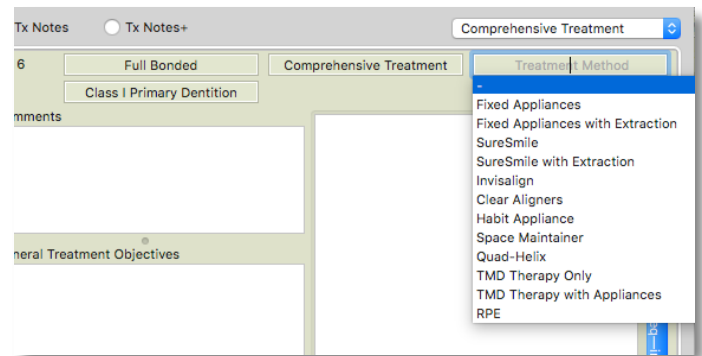 Tx Notes Tx Notes+ Comprehensive Treatment
6 Full Bonded Comprehensive Treatment Treatment Method
Class I Primary Dentition
mments
neral Treatment Objectives
-
Fixed Appliances
Fixed Appliances with Extraction
SureSmile
SureSmile with Extraction
Invisalign
Clear Aligners
Habit Appliance
Space Maintainer
Quad-Helix
TMD Therapy Only
TMD Therapy with Appliances
RPE